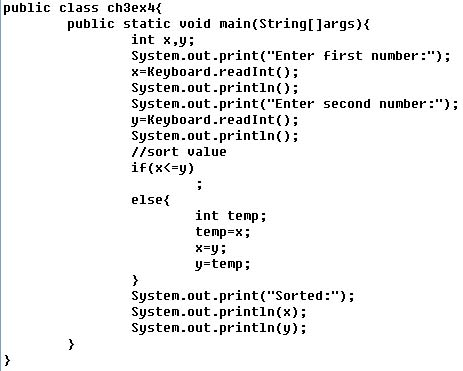 public class ch3ex4{
public static void main(String[]args){
int x,y;
System.out.print("Enter first number:");
x=Keyboard.readInt();
System.out.println();
System.out.print("Enter second number:");
y=Keyboard.readInt();
System.out.println();
//sort value
if(x<=y)
;
else{
int temp;
temp=x;
x=y;
y=temp;
}
System.out.print("Sorted:");
System.out.println(x);
System.out.println(y);
}
}